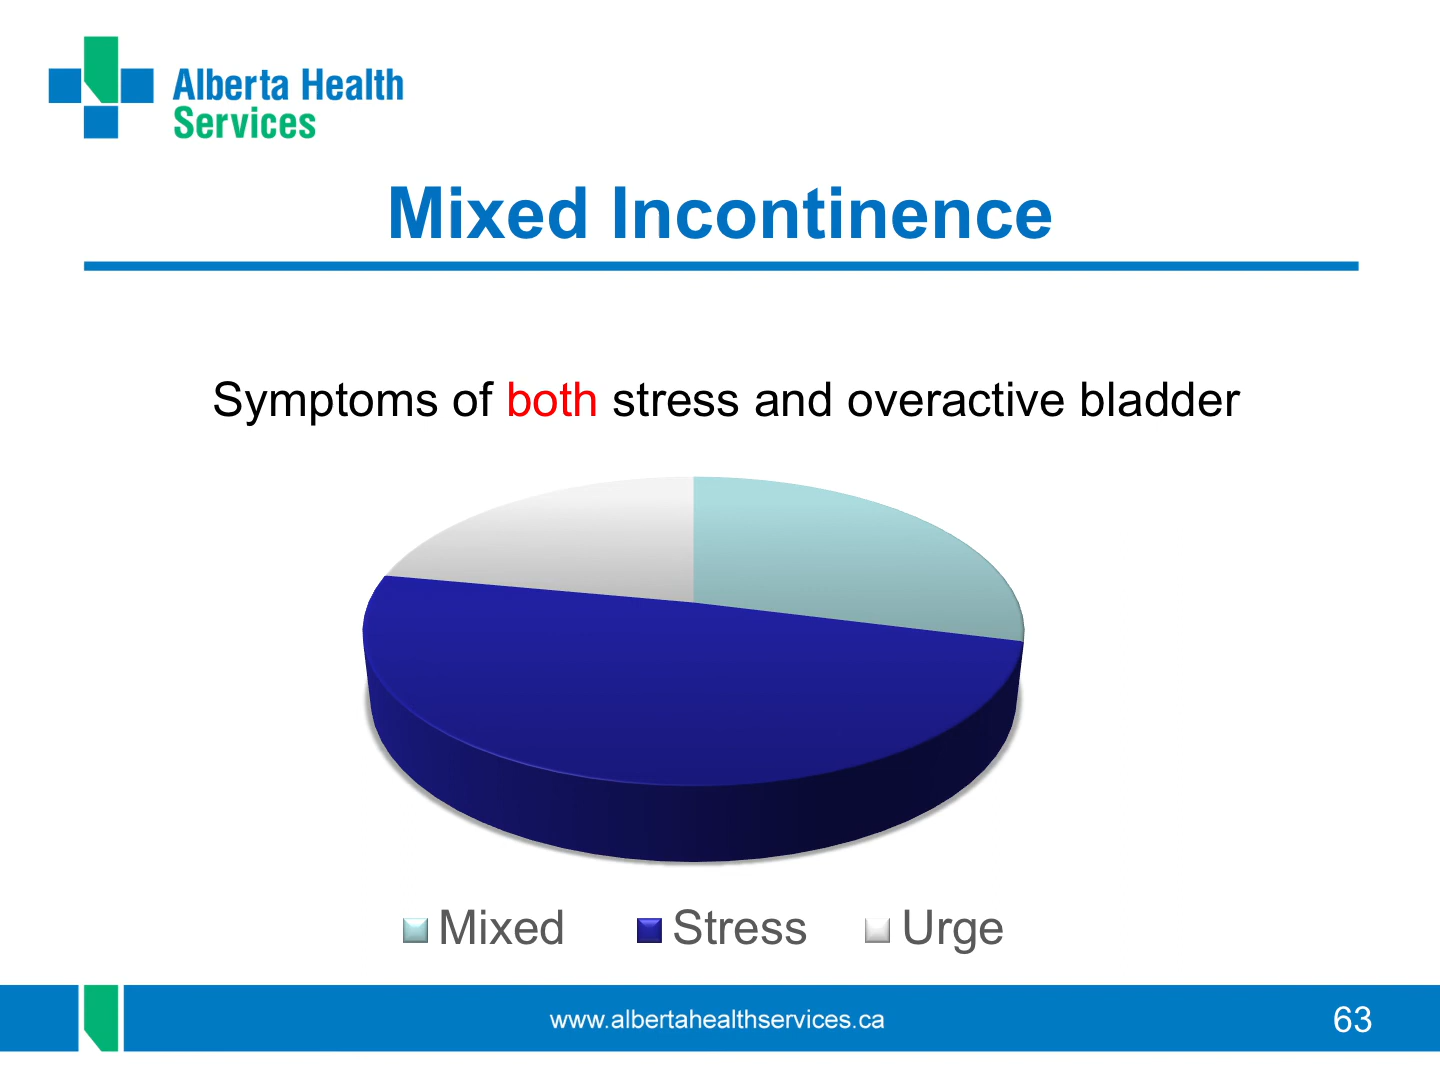 Alberta Health
Services
Mixed Incontinence
Symptoms of both stress and overactive bladder
Mixed Stress Urge
www.albertahealthservices.ca 63